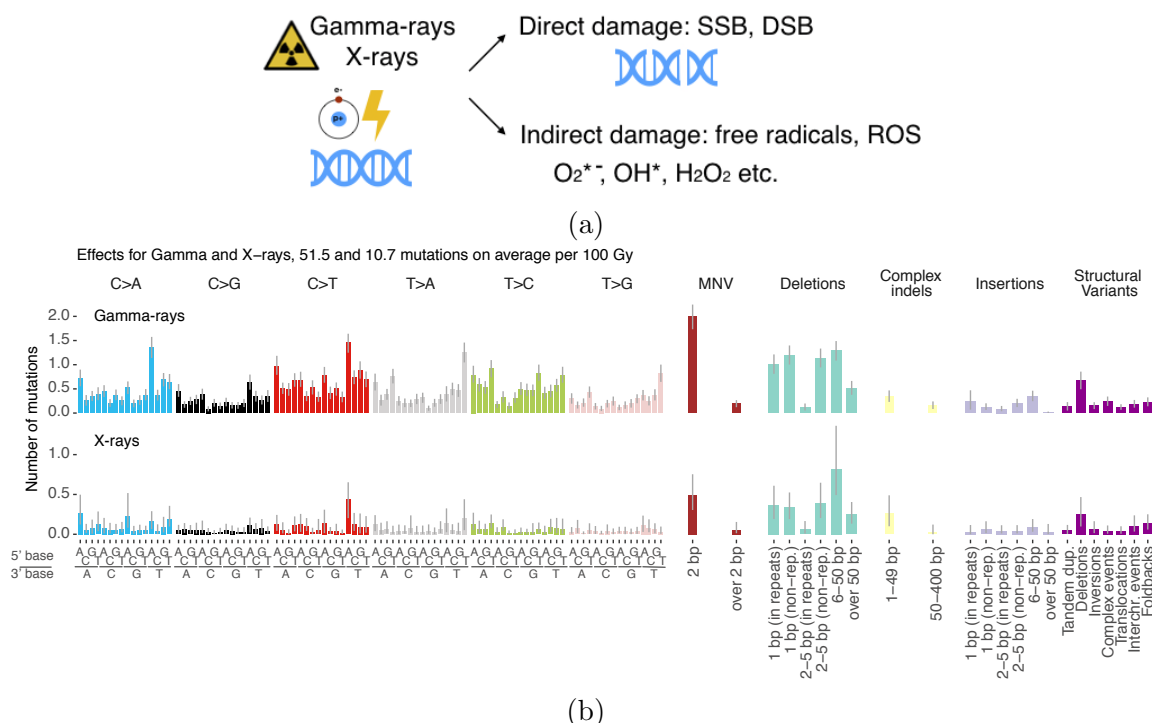 Gamma-rays
X-rays
Direct damage: SSB, DSB
e-
p+
Indirect damage: free radicals, ROS
O2*-, OH*, H2O2 etc.
(a)
Effects for Gamma and X−rays, 51.5 and 10.7 mutations on average per 100 Gy
C>A C>G C>T T>A T>C T>G MNV Deletions Complex indels Insertions Structural Variants
Number of mutations
Gamma-rays
2.0
1.5
1.0
0.5
0.0
X-rays
1.0
0.5
0.0
5' base
A C G T A C G T A C G T A C G T A C G T A C G T A C G T A C G T A C G T A C G T A C G T A C G T A C G T A C G T A C G T A C G T A C G T A C G T A C G T A C G T A C G T A C G T A C G T A C G T
3' base
A C G T A C G T A C G T A C G T A C G T A C G T
2 bp
over 2 bp
1 bp (in repeats)
1 bp (non−rep.)
2−5 bp (in repeats)
2−5 bp (non−rep.)
6−50 bp
over 50 bp
1−49 bp
50−400 bp
1 bp (in repeats)
1 bp (non−rep.)
2−5 bp (in repeats)
2−5 bp (non−rep.)
6−50 bp
over 50 bp
Tandem dup.
Deletions
Inversions
Complex events
Translocations
Interchr. events
Foldbacks
(b)